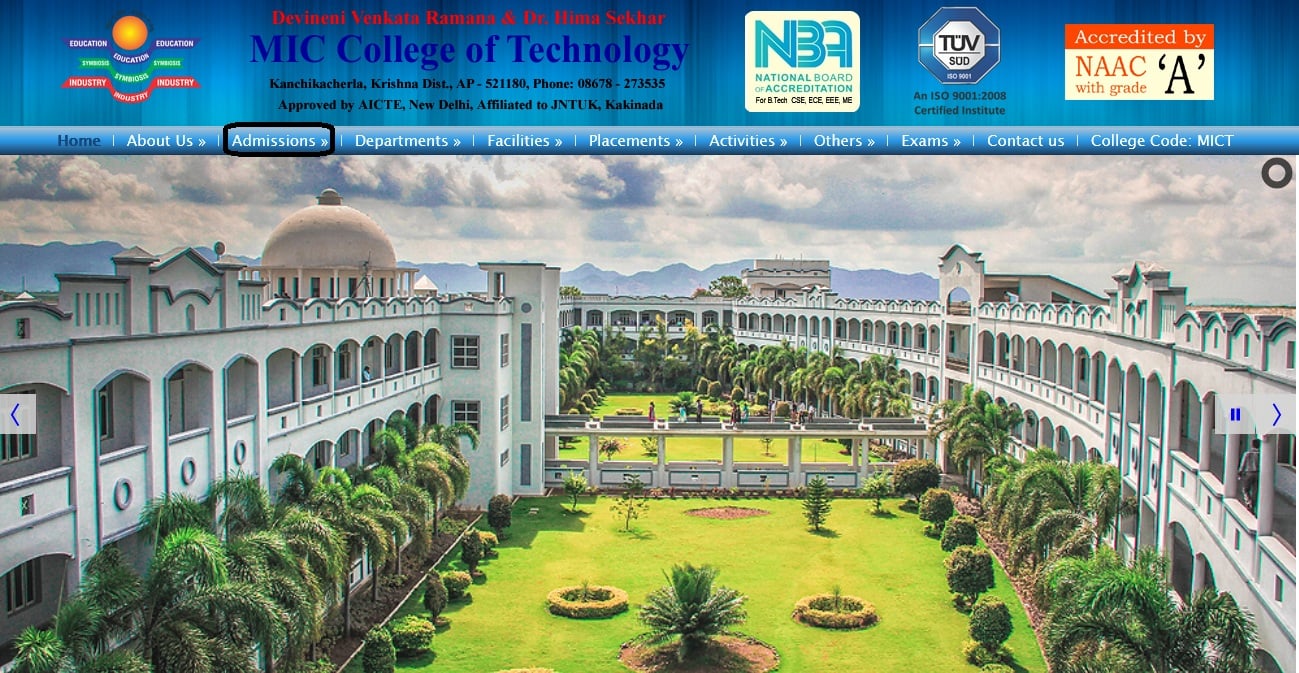 EDUCATION
EDUCATION
EDUCATION
SYMBIOSIS
SYMBIOSIS
SYMBIOSIS
INDUSTRY
INDUSTRY
INDUSTRY
Devineni Venkata Ramana & Dr. Hima Sekhar
MIC College of Technology
Kanchikacherla, Krishna Dist., AP - 521180, Phone: 08678 - 273535
Approved by AICTE, New Delhi, Affiliated to JNTUK, Kakinada
NBA
NATIONAL BOARD
OF ACCREDITATION
For B.Tech CSE, ECE, EEE, ME
TÜV
SÜD
ISO 9001
An ISO 9001:2008
Certified Institute
Accredited by
NAAC 'A'
with grade
Home | About Us » | Admissions » | Departments » | Facilities » | Placements » | Activities » | Others » | Exams » | Contact us | College Code: MICT